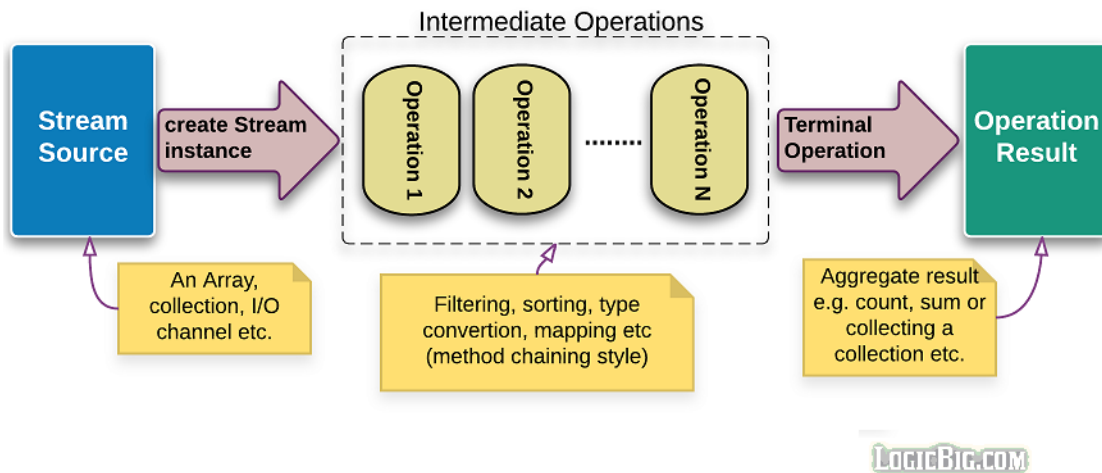 Intermediate Operations
Stream
Source
create Stream
instance
Operation 1
Operation 2
Operation N
Terminal
Operation
Operation
Result
An Array,
collection, I/O
channel etc.
Filtering, sorting, type
convertion, mapping etc
(method chaining style)
Aggregate result
e.g. count, sum or
collecting a
collection etc.
LOGICBIG.COM